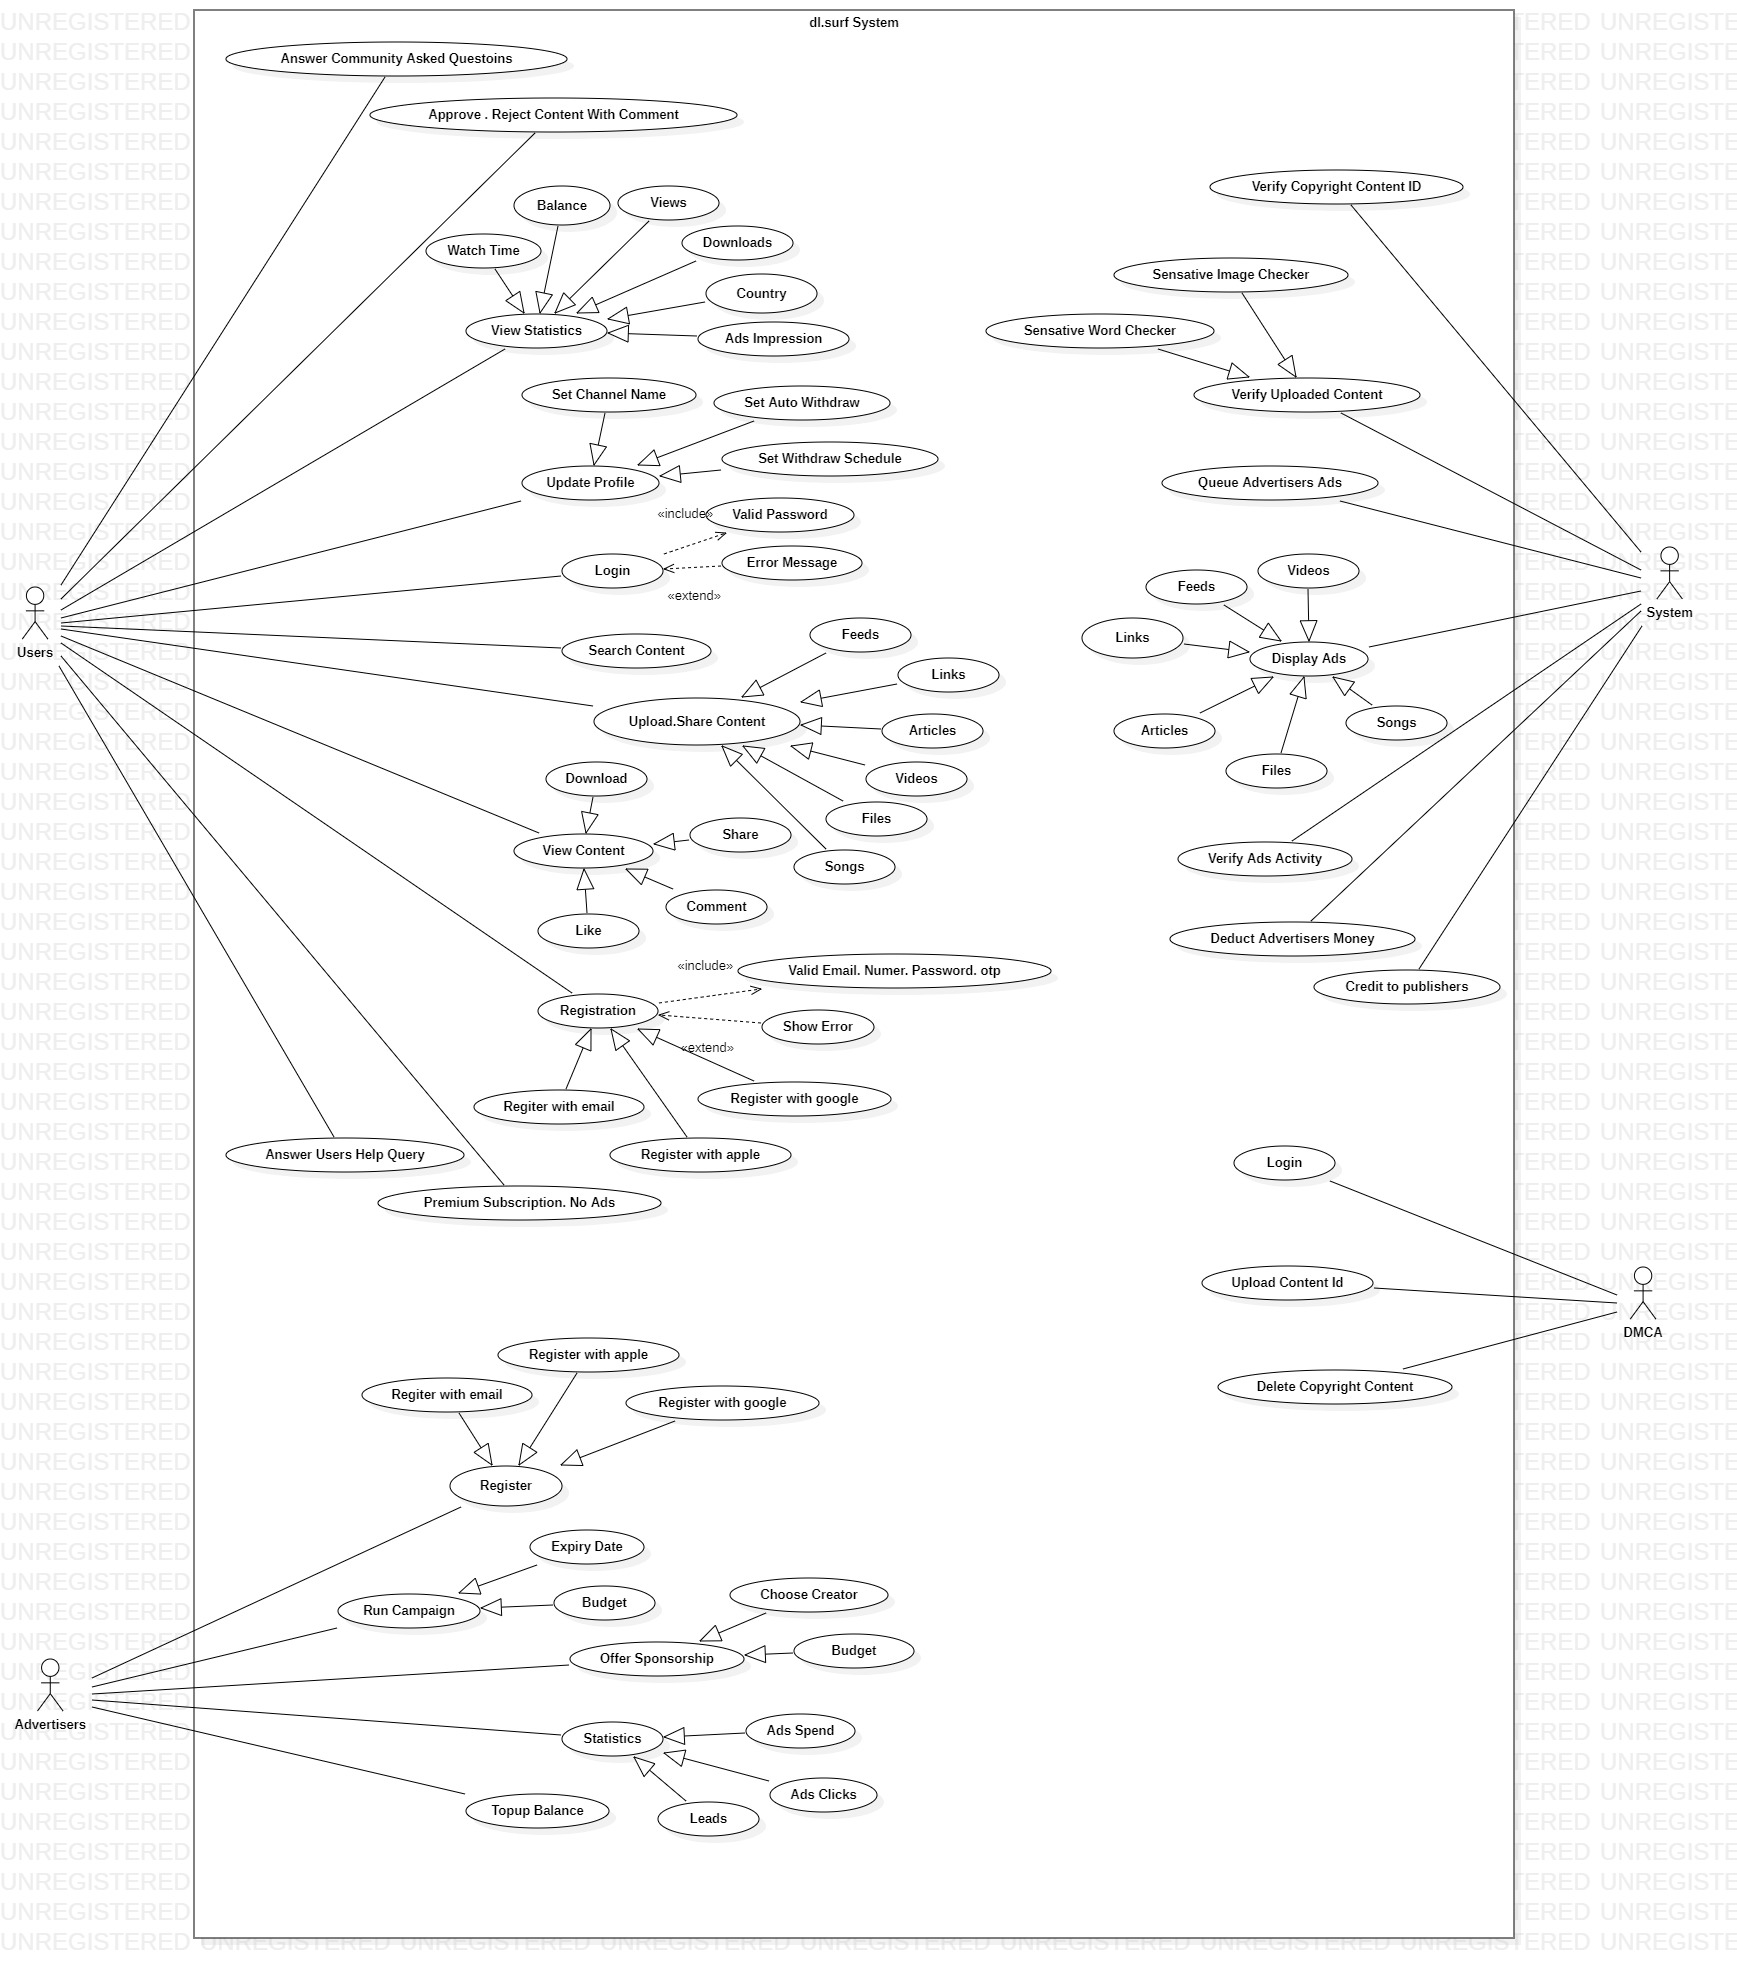 dl.surf System
Answer Community Asked Questoins
Approve . Reject Content With Comment
Verify Copyright Content ID
Balance
Views
Watch Time
Downloads
Sensative Image Checker
Country
View Statistics
Ads Impression
Sensative Word Checker
Set Channel Name
Set Auto Withdraw
Verify Uploaded Content
Set Withdraw Schedule
Update Profile
Queue Advertisers Ads
«include»
Valid Password
Login
Error Message
«extend»
Feeds
Videos
System
Users
Search Content
Feeds
Links
Display Ads
Links
Upload.Share Content
Articles
Articles
Songs
Files
Download
Videos
Files
Share
View Content
Songs
Verify Ads Activity
Comment
Like
Deduct Advertisers Money
«include»
Valid Email. Numer. Password. otp
Credit to publishers
Registration
Show Error
«extend»
Regiter with email
Register with google
Answer Users Help Query
Register with apple
Login
Premium Subscription. No Ads
Upload Content Id
DMCA
Register with apple
Regiter with email
Register with google
Delete Copyright Content
Register
Expiry Date
Run Campaign
Budget
Choose Creator
Offer Sponsorship
Budget
Advertisers
Statistics
Ads Spend
Ads Clicks
Topup Balance
Leads
UNREGISTERED